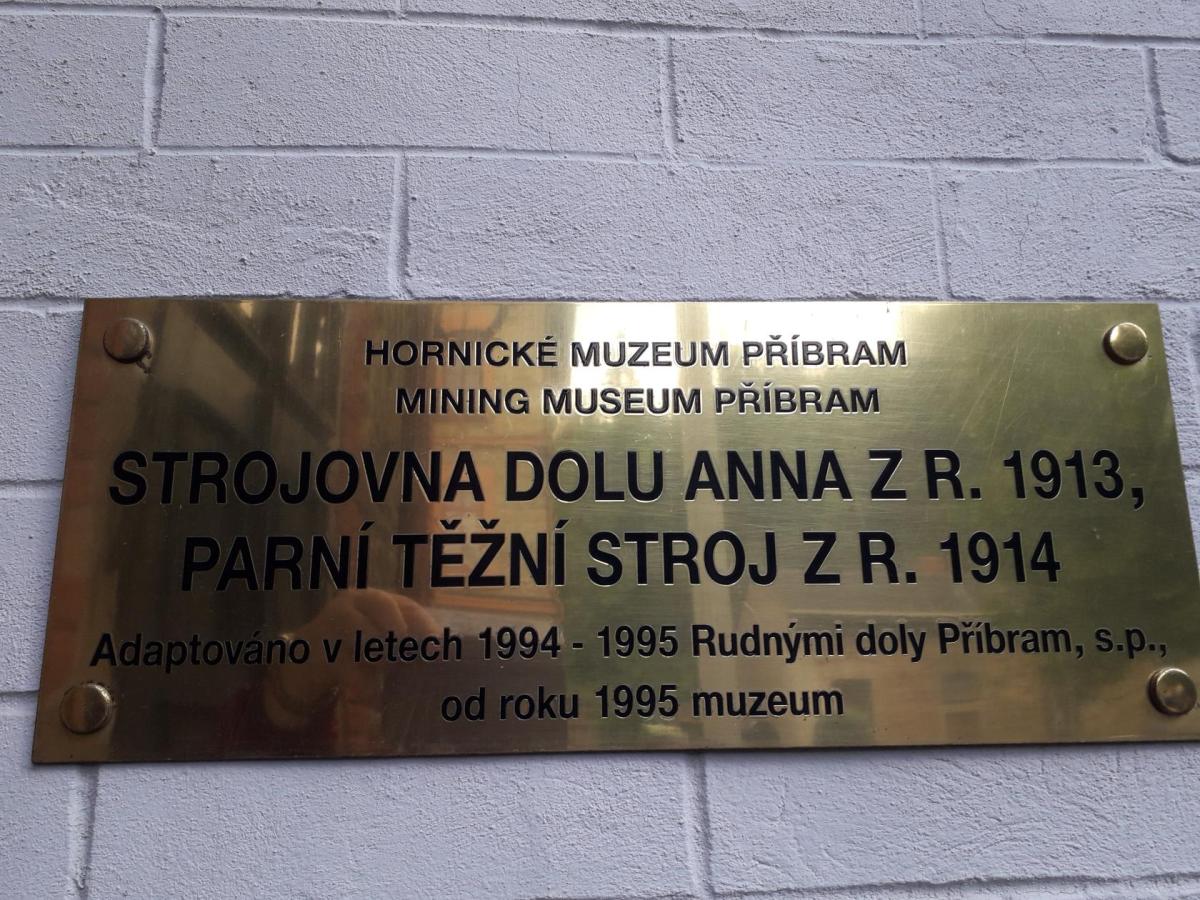 HORNICKÉ MUZEUM PŘÍBRAM
MINING MUSEUM PŘÍBRAM
STROJOVNA DOLU ANNA Z R. 1913,
PARNÍ TĚŽNÍ STROJ Z R. 1914
Adaptováno v letech 1994 - 1995 Rudnými doly Příbram, s.p.,
od roku 1995 muzeum